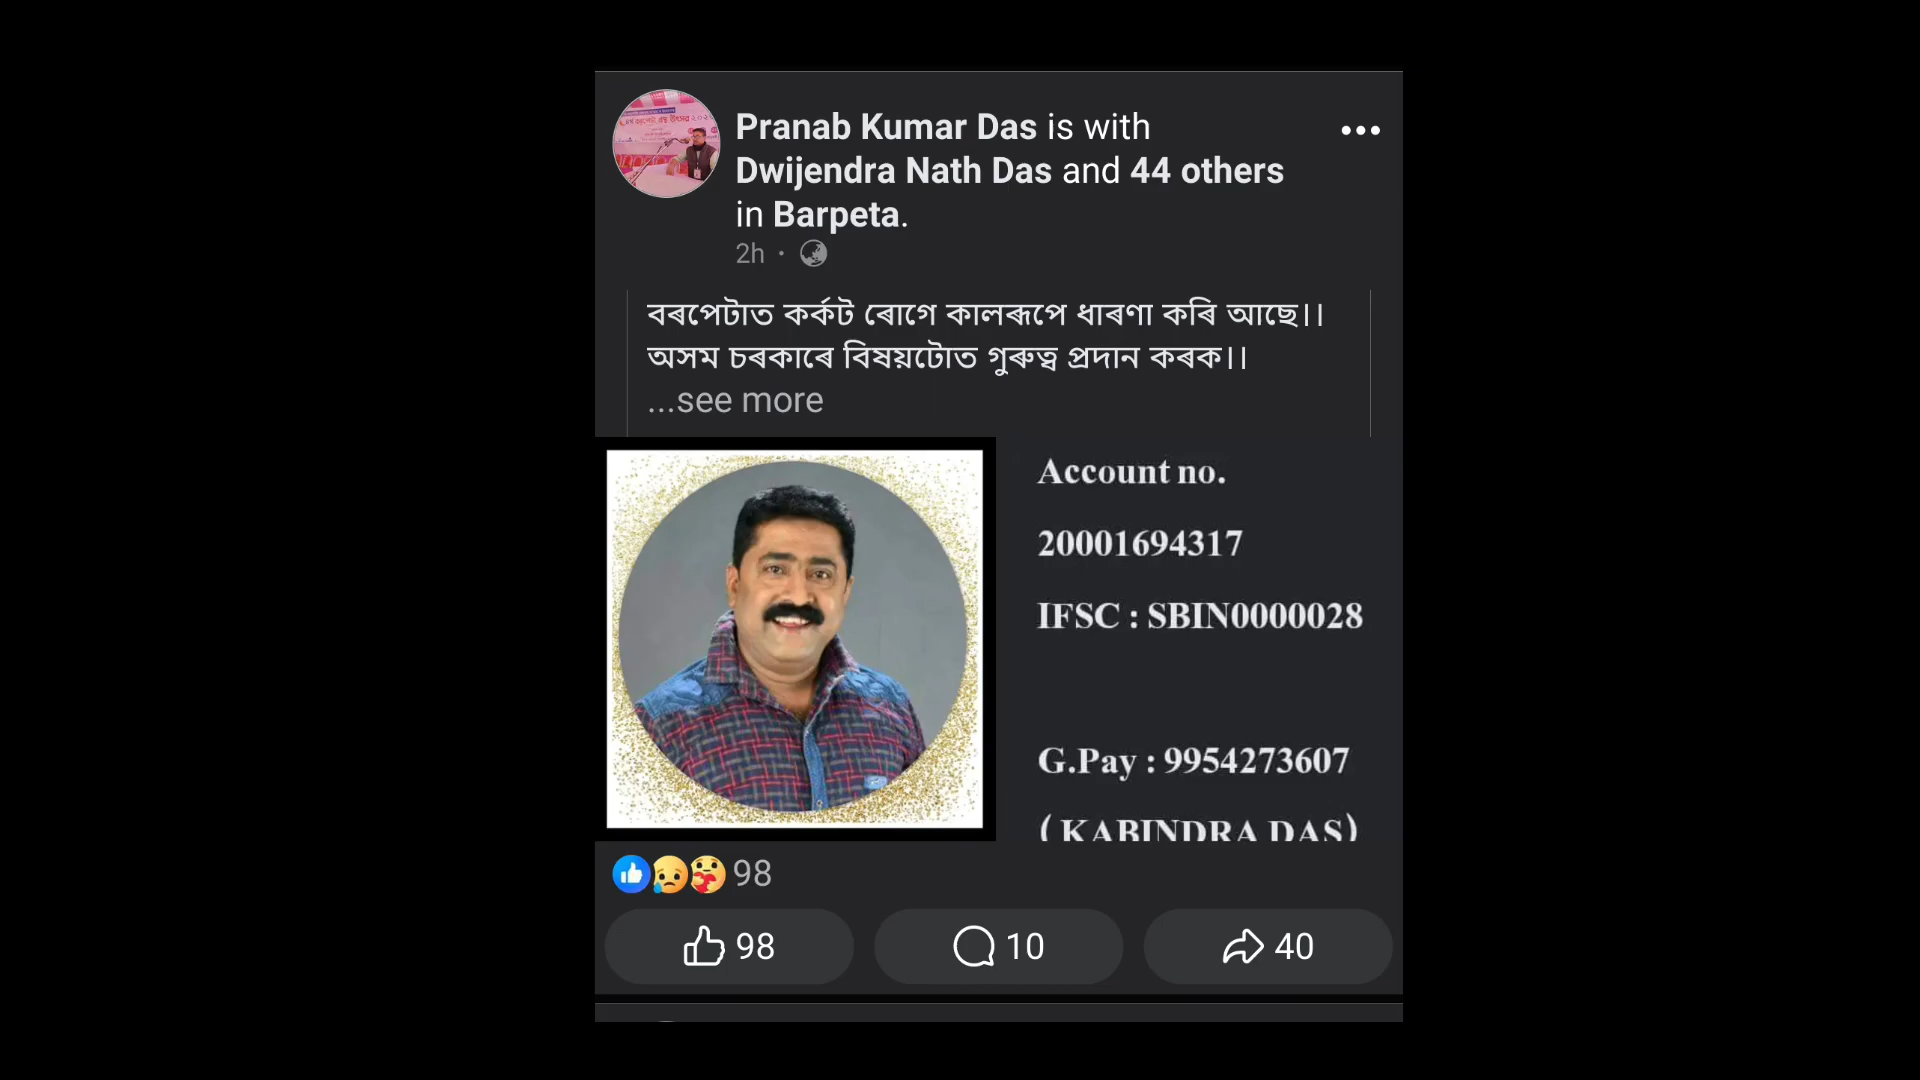 Pranab Kumar Das is with
Dwijendra Nath Das and 44 others
in Barpeta.
2h ·
বৰপেটাত কৰ্কট ৰোগে কালৰূপে ধাৰণা কৰি আছে।।
অসম চৰকাৰে বিষয়টোত গুৰুত্ব প্ৰদান কৰক।।
...see more
Account no.
20001694317
IFSC : SBIN0000028
G.Pay : 9954273607
( KABINDRA DAS)
98
98
10
40